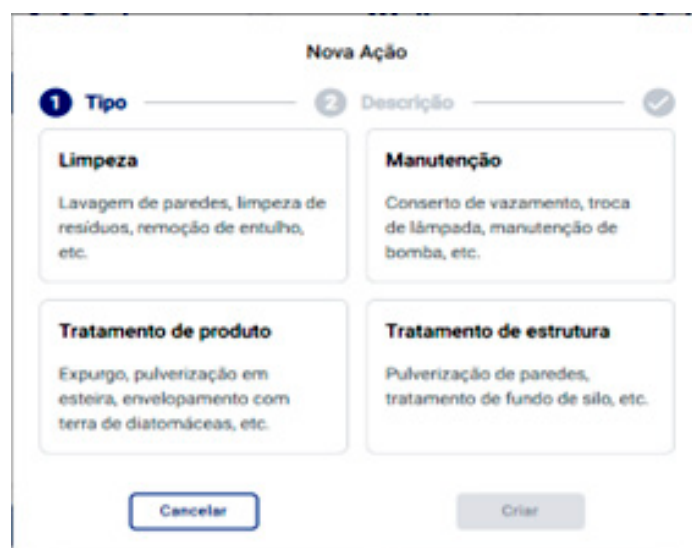 Nova Ação
1 Tipo 2 Descrição
Limpeza
Lavagem de paredes, limpeza de
resíduos, remoção de entulho,
etc.
Manutenção
Conserto de vazamento, troca
de lâmpada, manutenção de
bomba, etc.
Tratamento de produto
Expurgo, pulverização em
esteira, envelopamento com
terra de diatomáceas, etc.
Tratamento de estrutura
Pulverização de paredes,
tratamento de fundo de silo, etc.
Cancelar Criar